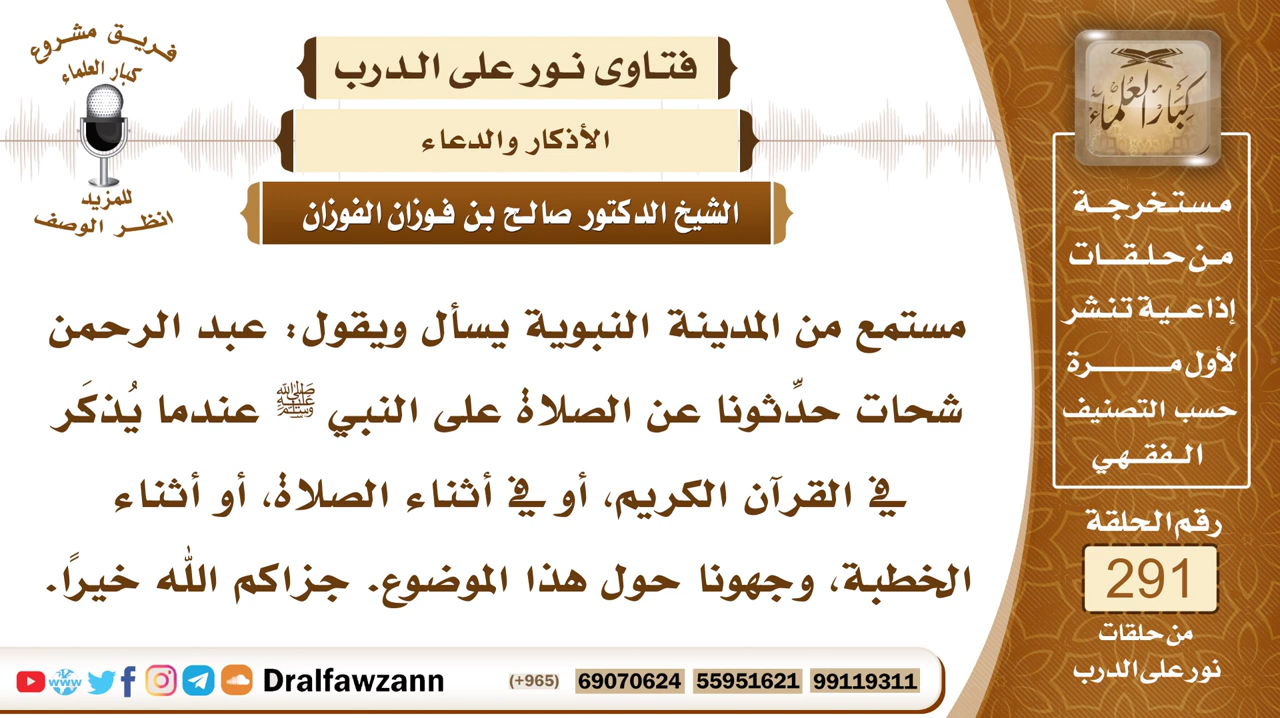 فريق مشروع
كبار العلماء
للمزيد
انظر الوصف
فتاوى نور على الدرب
الأذكار والدعاء
الشيخ الدكتور صالح بن فوزان الفوزان
مستمع من المدينة النبوية يسأل ويقول: عبد الرحمن
شحات حدِّثونا عن الصلاة على النبي ﷺ عندما يُذكَر
في القرآن الكريم، أو في أثناء الصلاة، أو أثناء
الخطبة، وجهونا حول هذا الموضوع. جزاكم الله خيرًا.
كبار العلماء
مستخرجة
من حلقات
إذاعية تنشر
لأول مرة
حسب التصنيف
الفقهي
رقم الحلقة
291
من حلقات
نور على الدرب
www Dralfawzann (+965) 69070624 55951621 99119311